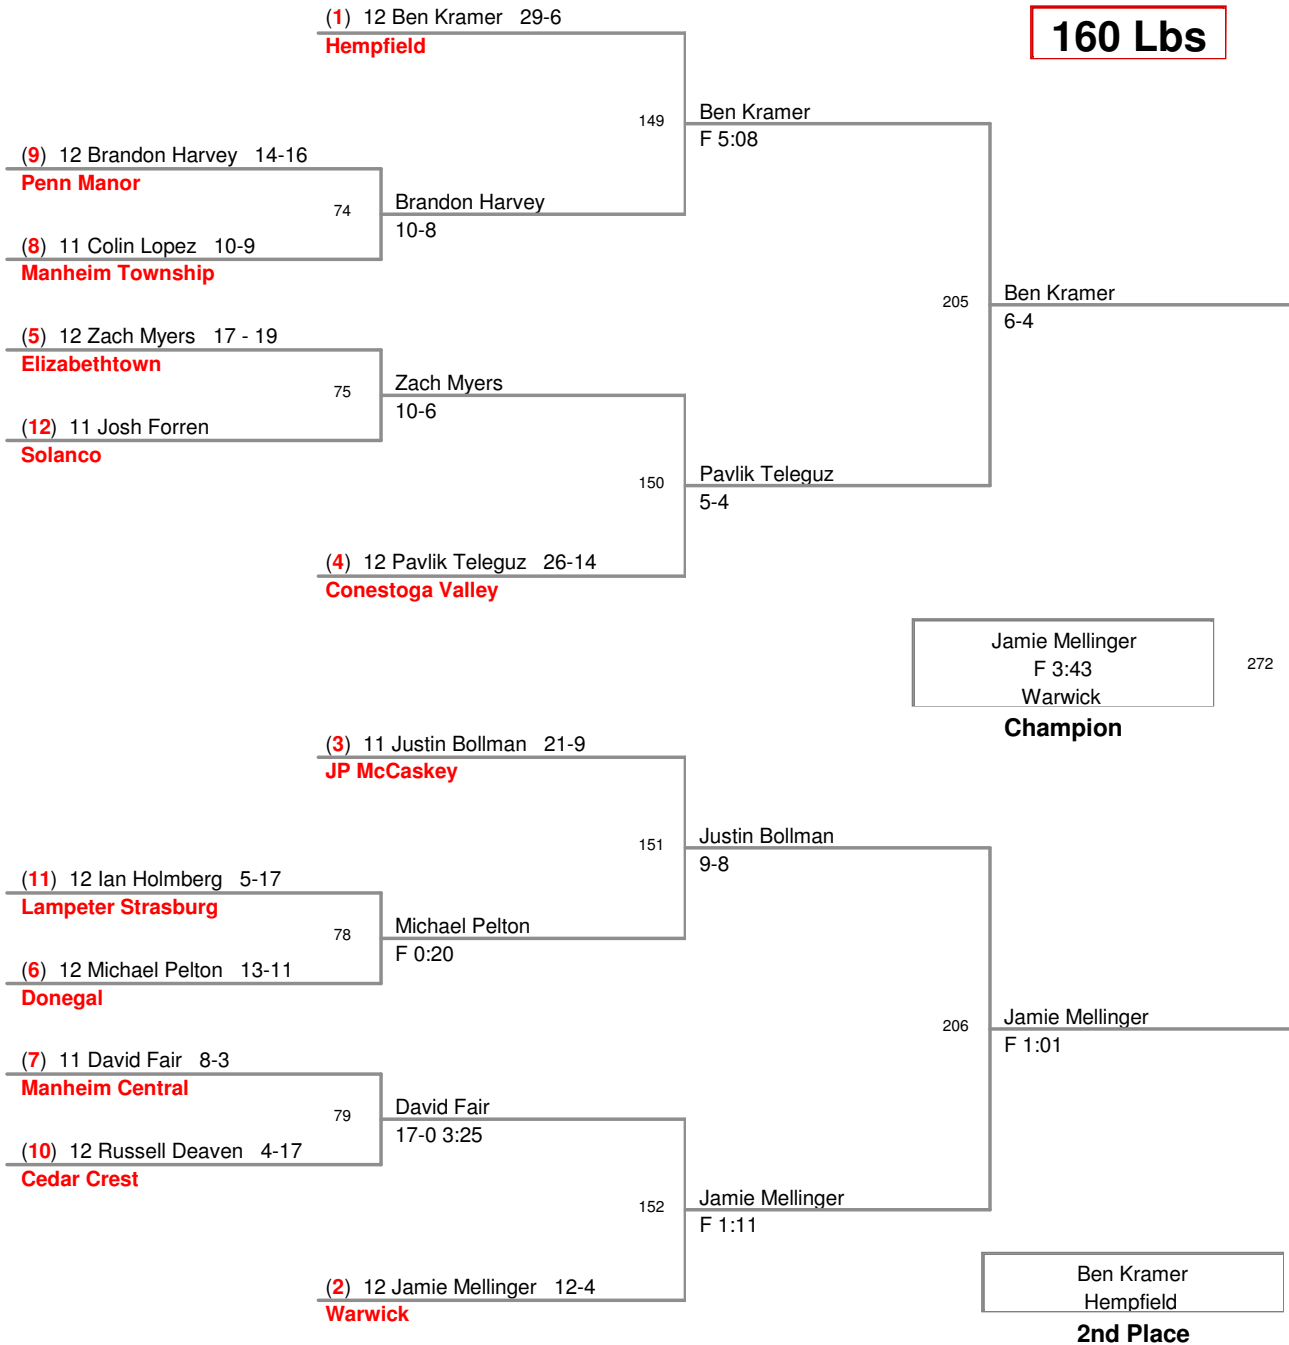 (1) 12 Ben Kramer 29-6
Hempfield
160 Lbs
149
Ben Kramer
F 5:08
(9) 12 Brandon Harvey 14-16
Penn Manor
74
Brandon Harvey
10-8
(8) 11 Colin Lopez 10-9
Manheim Township
205
Ben Kramer
6-4
(5) 12 Zach Myers 17 - 19
Elizabethtown
75
Zach Myers
10-6
(12) 11 Josh Forren
Solanco
150
Pavlik Teleguz
5-4
(4) 12 Pavlik Teleguz 26-14
Conestoga Valley
Jamie Mellinger
F 3:43
Warwick
272
Champion
(3) 11 Justin Bollman 21-9
JP McCaskey
151
Justin Bollman
9-8
(11) 12 Ian Holmberg 5-17
Lampeter Strasburg
78
Michael Pelton
F 0:20
(6) 12 Michael Pelton 13-11
Donegal
206
Jamie Mellinger
F 1:01
(7) 11 David Fair 8-3
Manheim Central
79
David Fair
17-0 3:25
(10) 12 Russell Deaven 4-17
Cedar Crest
152
Jamie Mellinger
F 1:11
(2) 12 Jamie Mellinger 12-4
Warwick
Ben Kramer
Hempfield
2nd Place